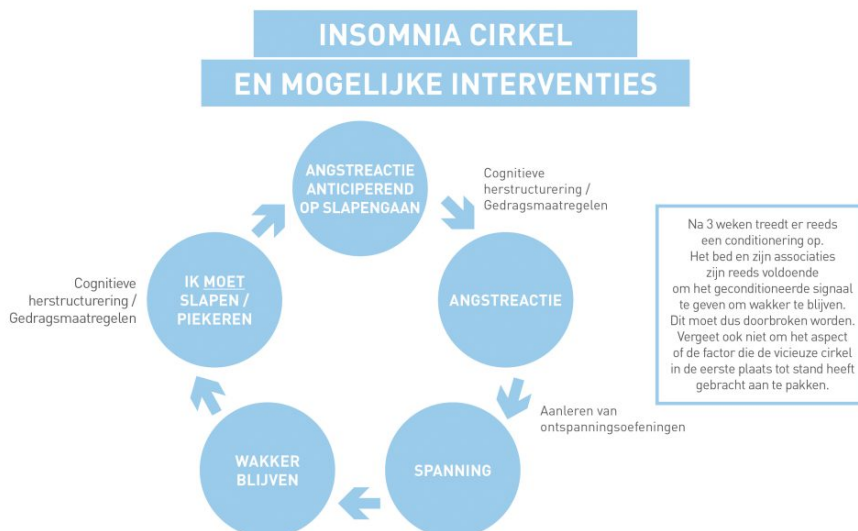 INSOMNIA CIRKEL
EN MOGELIJKE INTERVENTIES
ANGSTREACTIE
ANTICIPEREND
OP SLAPENGAAN
Cognitieve
herstructurering /
Gedragsmaatregelen
ANGSTREACTIE
Aanleren van
ontspanningsoefeningen
SPANNING
WAKKER
BLIJVEN
IK MOET
SLAPEN /
PIEKEREN
Cognitieve
herstructurering /
Gedragsmaatregelen
Na 3 weken treedt er reeds
een conditionering op.
Het bed en zijn associaties
zijn reeds voldoende
om het geconditioneerde signaal
te geven om wakker te blijven.
Dit moet dus doorbroken worden.
Vergeet ook niet om het aspect
of de factor die de vicieuze cirkel
in de eerste plaats tot stand heeft
gebracht aan te pakken.